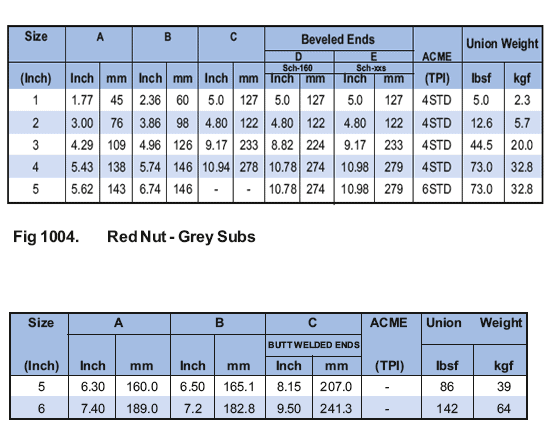 Size A B C Beveled Ends ACME Union Weight
D E
Sch-160 Sch-xxs
(Inch) Inch mm Inch mm Inch mm Inch mm Inch mm (TPI) lbsf kgf
1 1.77 45 2.36 60 5.0 127 5.0 127 5.0 127 4STD 5.0 2.3
2 3.00 76 3.86 98 4.80 122 4.80 122 4.80 122 4STD 12.6 5.7
3 4.29 109 4.96 126 9.17 233 8.82 224 9.17 233 4STD 44.5 20.0
4 5.43 138 5.74 146 10.94 278 10.78 274 10.98 279 4STD 73.0 32.8
5 5.62 143 6.74 146 - - 10.78 274 10.98 279 6STD 73.0 32.8
Fig 1004. Red Nut - Grey Subs
Size A B C ACME Union Weight
BUTT WELDED ENDS
(Inch) Inch mm Inch mm Inch mm (TPI) lbsf kgf
5 6.30 160.0 6.50 165.1 8.15 207.0 - 86 39
6 7.40 189.0 7.2 182.8 9.50 241.3 - 142 64